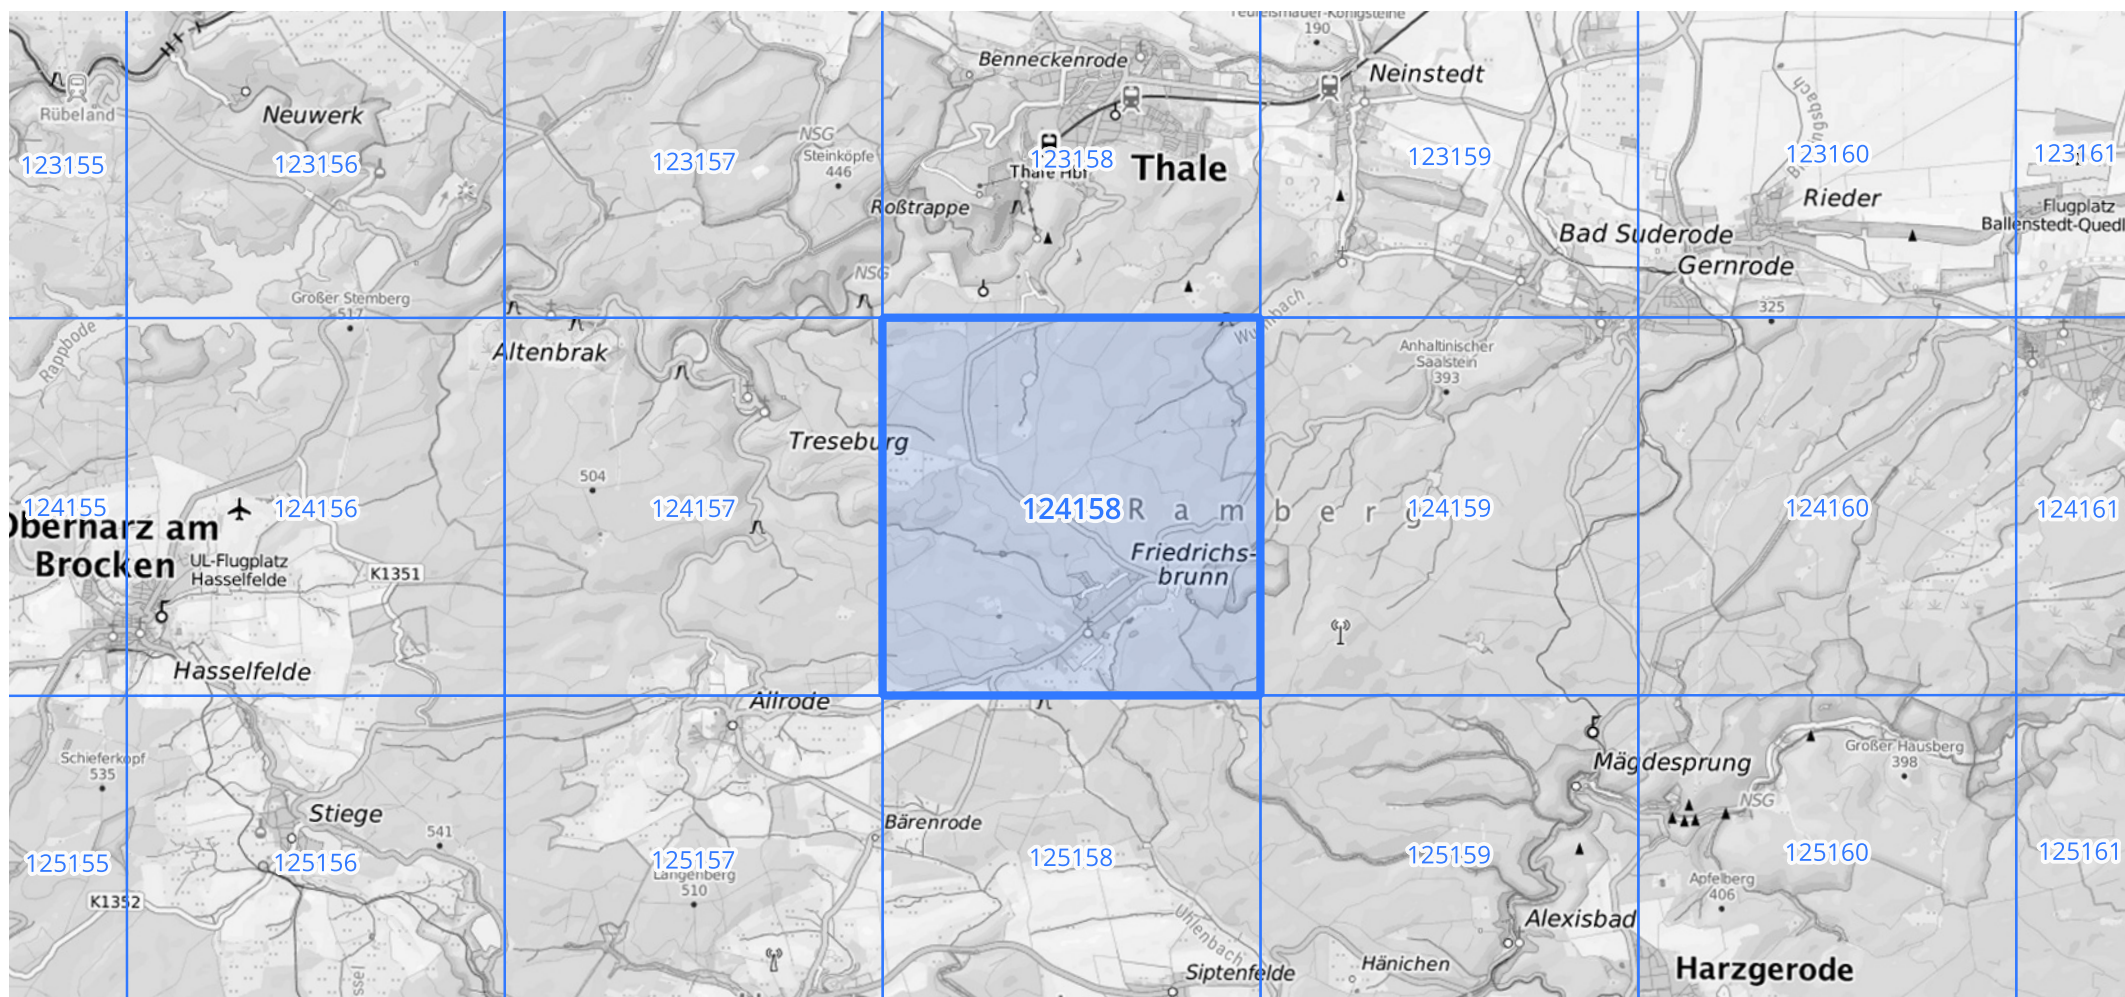 Teufelsmauer-Königsteine
190
Benneckenrode
Neinstedt
Rübeland
Neuwerk
NSG
Steinköpfe
446
Bugsbach
123155
123156
123157
123158
Thale Hbf
Thale
123159
123160
123161
Roßtrappe
Rieder
Flugplatz
Ballenstedt-Quedl
Bad Suderode
Gernrode
NSG
Großer Stemberg
517
325
Rappbode
Altenbrak
Wurmbach
Anhaltinischer
Saalstein
393
Treseburg
504
124155
124156
124157
124158
124159
124160
124161
Ramberg
Oberharz am
Brocken
UL-Flugplatz
Hasselfelde
K1351
Friedrichs-
brunn
Hasselfelde
Allrode
Schieferkopf
535
Mägdesprung
Großer Hausberg
398
NSG
Stiege
541
Bärenrode
125155
125156
125157
125158
125159
125160
125161
Langenberg
510
Apfelberg
406
K1352
Uhlenbach
Alexisbad
Siptenfelde
Hänichen
Harzgerode
ssel